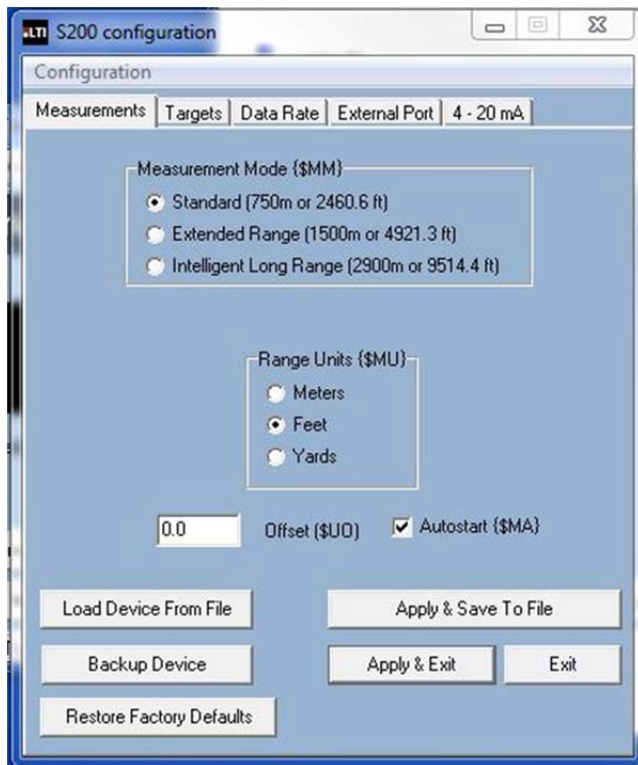 LTI S200 configuration
Configuration
Measurements Targets Data Rate External Port 4 - 20 mA
Measurement Mode {$MM}
Standard (750m or 2460.6 ft)
Extended Range (1500m or 4921.3 ft)
Intelligent Long Range (2900m or 9514.4 ft)
Range Units {$MU}
Meters
Feet
Yards
0.0 Offset {$UO} Autostart {$MA}
Load Device From File Apply & Save To File
Backup Device Apply & Exit Exit
Restore Factory Defaults